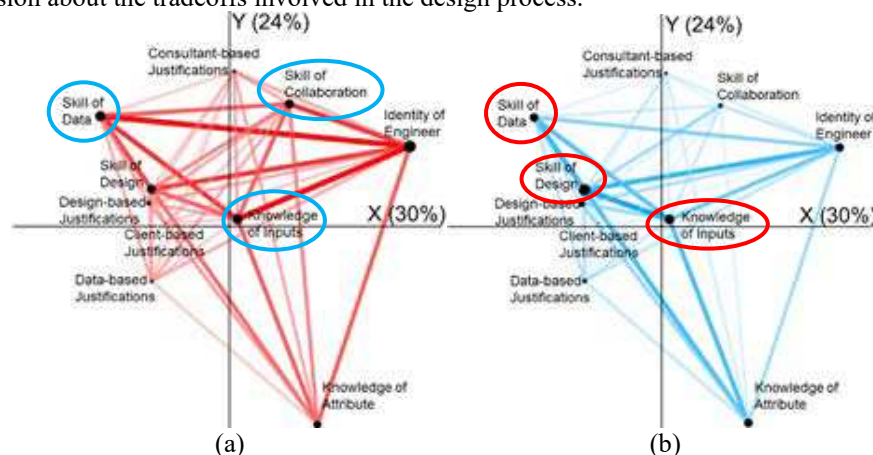 sion about the tradeoffs involved in the design process.
Y (24%)
Consultant-based
Justifications
Skill of
Collaboration
Skill of
Data
Identity of
Engineer
Skill of
Design
Design-based
Justifications
Knowledge
of Inputs
X (30%)
Client-based
Justifications
Data-based
Justifications
Knowledge of
Attribute
(a)
Y (24%)
Consultant-based
Justifications
Skill of
Collaboration
Skill of
Data
Identity of
Engineer
Skill of
Design
Design-based
Justifications
Knowledge
of Inputs
X (30%)
Client-based
Justifications
Data-based
Justifications
Knowledge of
Attribute
(b)